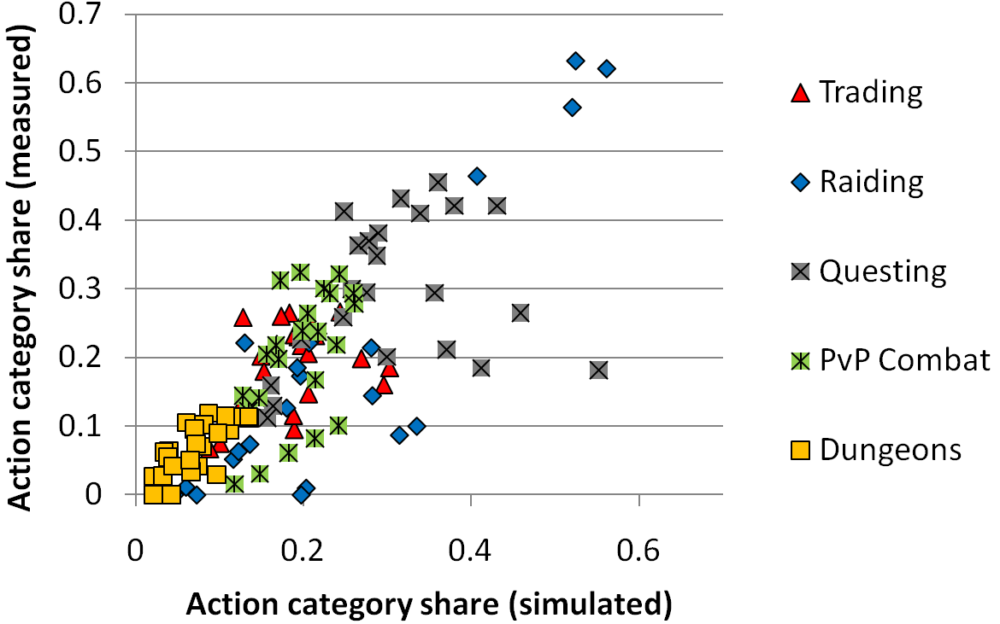 Action category share (measured)
0.7
0.6
0.5
0.4
0.3
0.2
0.1
0
0
0.2
0.4
0.6
Action category share (simulated)
Trading
Raiding
Questing
PvP Combat
Dungeons